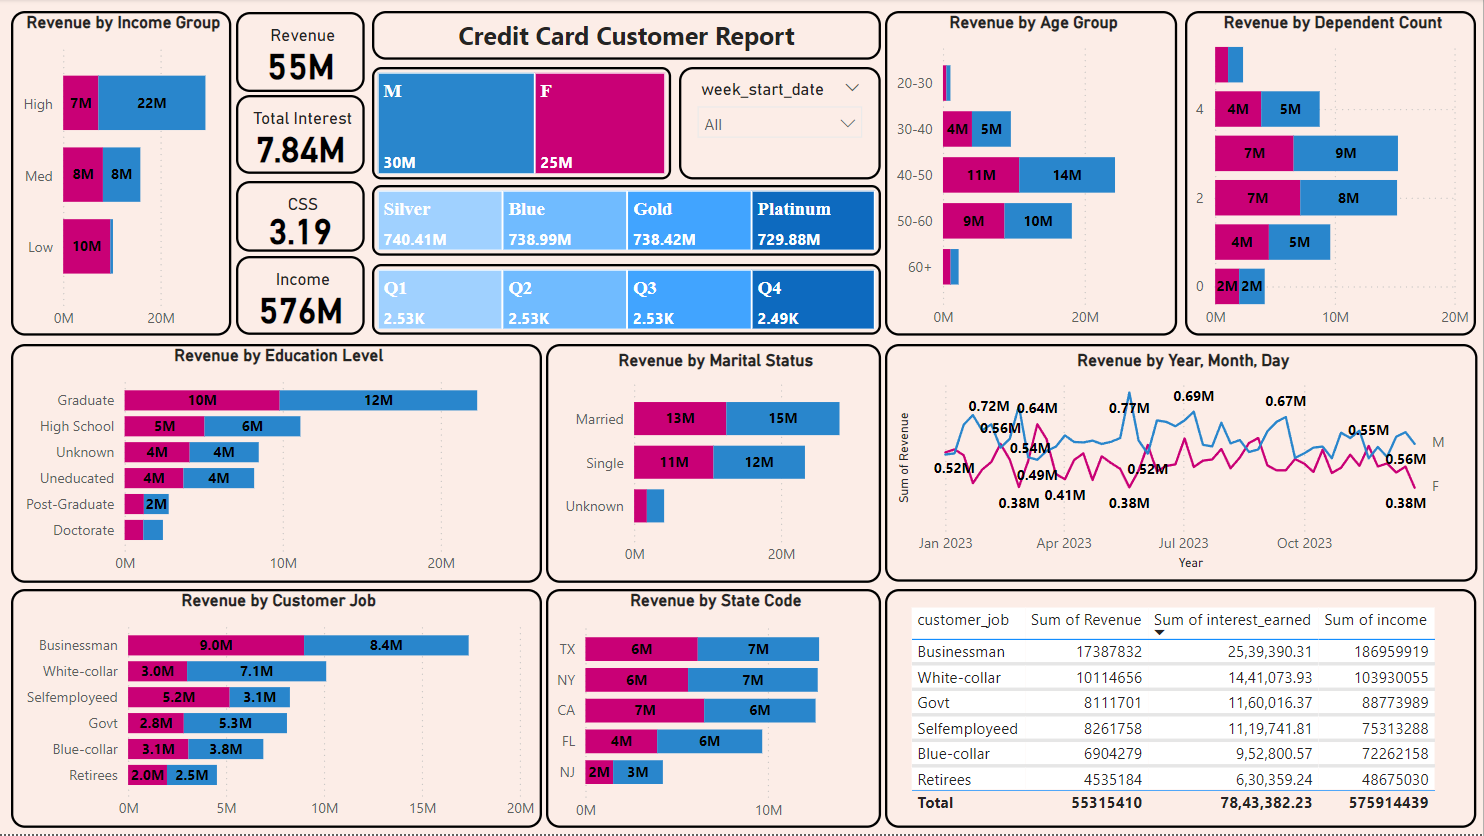 Revenue by Income Group
High
7M
22M
Med
8M
8M
Low
10M
0M
20M
Revenue
55M
Total Interest
7.84M
CSS
3.19
Income
576M
Credit Card Customer Report
M
30M
F
25M
week_start_date
All
Silver
740.41M
Blue
738.99M
Gold
738.42M
Platinum
729.88M
Q1
2.53K
Q2
2.53K
Q3
2.53K
Q4
2.49K
Revenue by Age Group
20-30
30-40
4M
5M
40-50
11M
14M
50-60
9M
10M
60+
0M
20M
Revenue by Dependent Count
4
4M
5M
7M
9M
2
7M
8M
4M
5M
0
2M
2M
0M
10M
20M
Revenue by Education Level
Graduate
10M
12M
High School
5M
6M
Unknown
4M
4M
Uneducated
4M
4M
Post-Graduate
2M
Doctorate
0M
10M
20M
Revenue by Marital Status
Married
13M
15M
Single
11M
12M
Unknown
0M
20M
Revenue by Year, Month, Day
Sum of Revenue
0.52M
0.72M
0.56M
0.64M
0.54M
0.49M
0.38M
0.41M
0.77M
0.38M
0.52M
0.69M
0.67M
0.55M
0.56M
0.38M
M
F
Jan 2023
Apr 2023
Jul 2023
Oct 2023
Year
Revenue by Customer Job
Businessman
9.0M
8.4M
White-collar
3.0M
7.1M
Selfemployeed
5.2M
3.1M
Govt
2.8M
5.3M
Blue-collar
3.1M
3.8M
Retirees
2.0M
2.5M
0M
5M
10M
15M
20M
Revenue by State Code
TX
6M
7M
NY
6M
7M
CA
7M
6M
FL
4M
6M
NJ
2M
3M
0M
10M
customer_job Sum of Revenue Sum of interest_earned Sum of income
Businessman 17387832 25,39,390.31 186959919
White-collar 10114656 14,41,073.93 103930055
Govt 8111701 11,60,016.37 88773989
Selfemployeed 8261758 11,19,741.81 75313288
Blue-collar 6904279 9,52,800.57 72262158
Retirees 4535184 6,30,359.24 48675030
Total 55315410 78,43,382.23 575914439